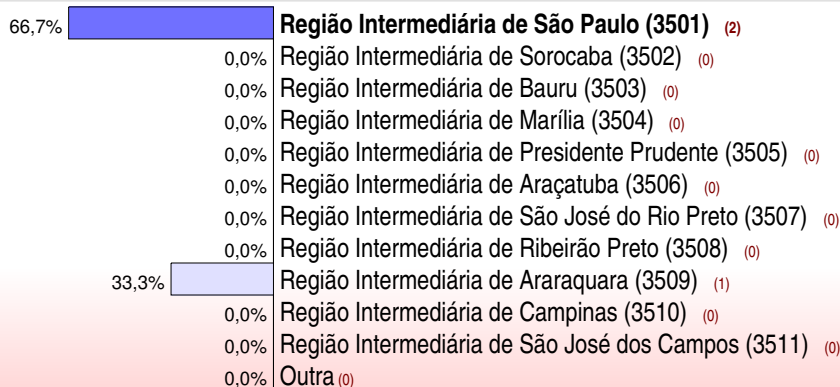 66,7% Região Intermediária de São Paulo (3501) (2)
0,0% Região Intermediária de Sorocaba (3502) (0)
0,0% Região Intermediária de Bauru (3503) (0)
0,0% Região Intermediária de Marília (3504) (0)
0,0% Região Intermediária de Presidente Prudente (3505) (0)
0,0% Região Intermediária de Araçatuba (3506) (0)
0,0% Região Intermediária de São José do Rio Preto (3507) (0)
0,0% Região Intermediária de Ribeirão Preto (3508) (0)
33,3% Região Intermediária de Araraquara (3509) (1)
0,0% Região Intermediária de Campinas (3510) (0)
0,0% Região Intermediária de São José dos Campos (3511) (0)
0,0% Outra (0)